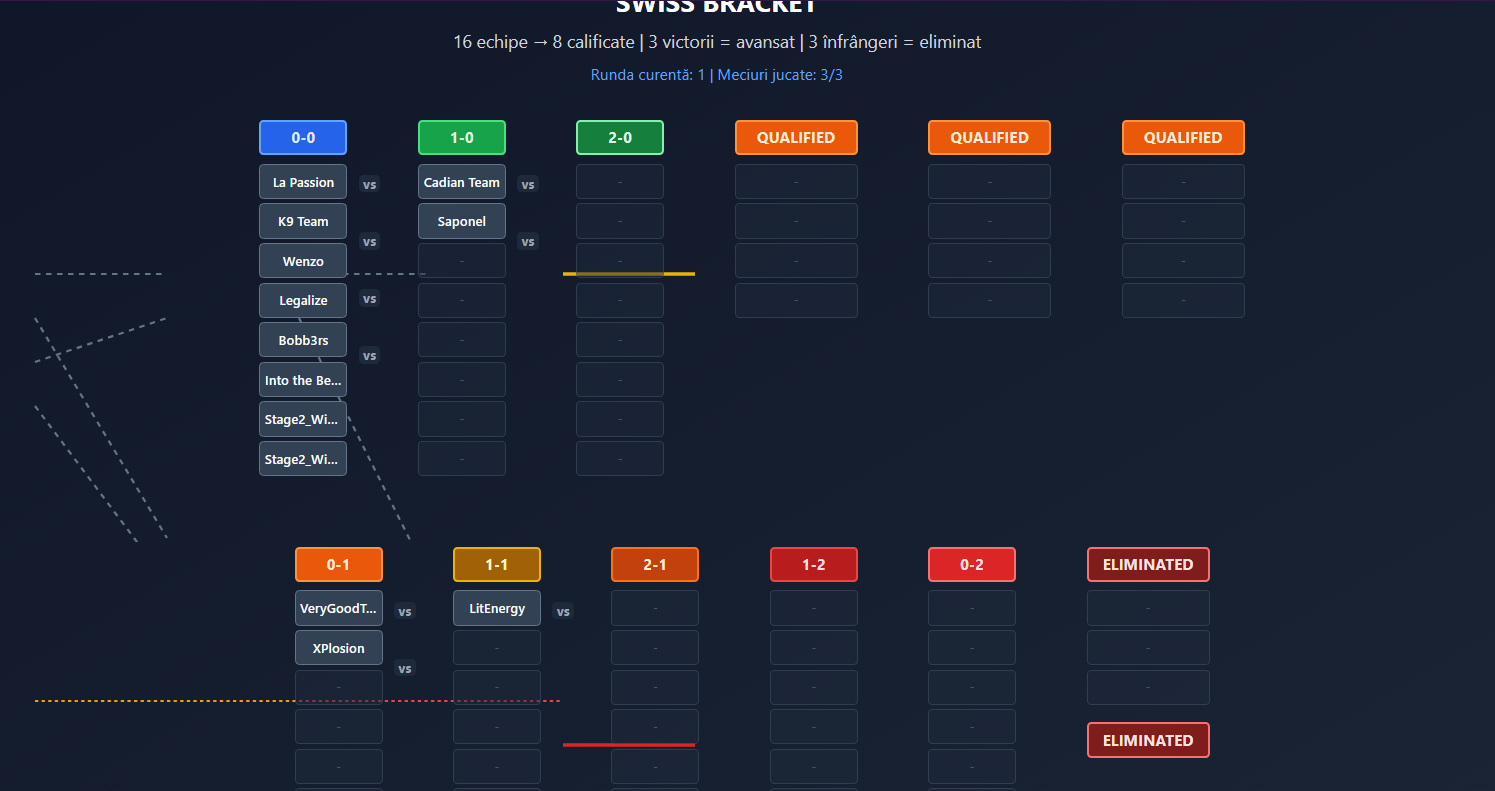 SWISS BRACKET
16 echipe → 8 calificate | 3 victorii = avansat | 3 înfrângeri = eliminat
Runda curentă: 1 | Meciuri jucate: 3/3
0-0 1-0 2-0 QUALIFIED QUALIFIED QUALIFIED
La Passion vs Cadian Team vs - - - -
K9 Team Saponel - - - -
vs vs
Wenzo - - - - -
Legalize vs - - - - -
Bobb3rs - -
vs
Into the Be... - -
Stage2_Wi... - -
Stage2_Wi... - -
0-1 1-1 2-1 1-2 0-2 ELIMINATED
VeryGoodT... vs LitEnergy vs - - - -
XPlosion - - - - -
vs
- - - - - -
- - - - -
ELIMINATED
- - - - -